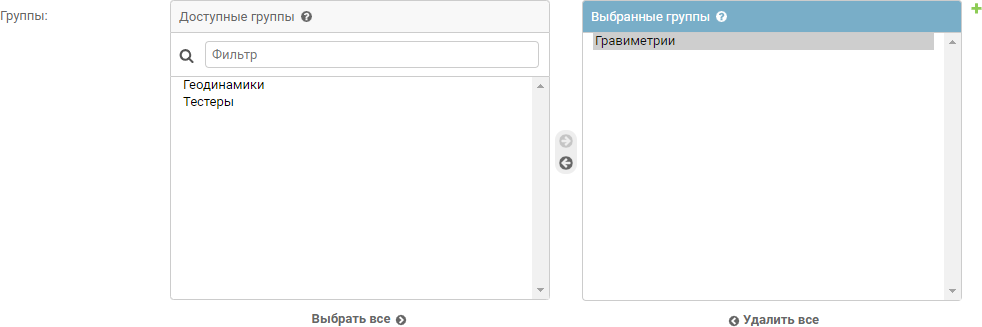 Группы:
Доступные группы
Выбранные группы
Фильтр
Гравиметрии
Геодинамики
Тестеры
Выбрать все
Удалить все